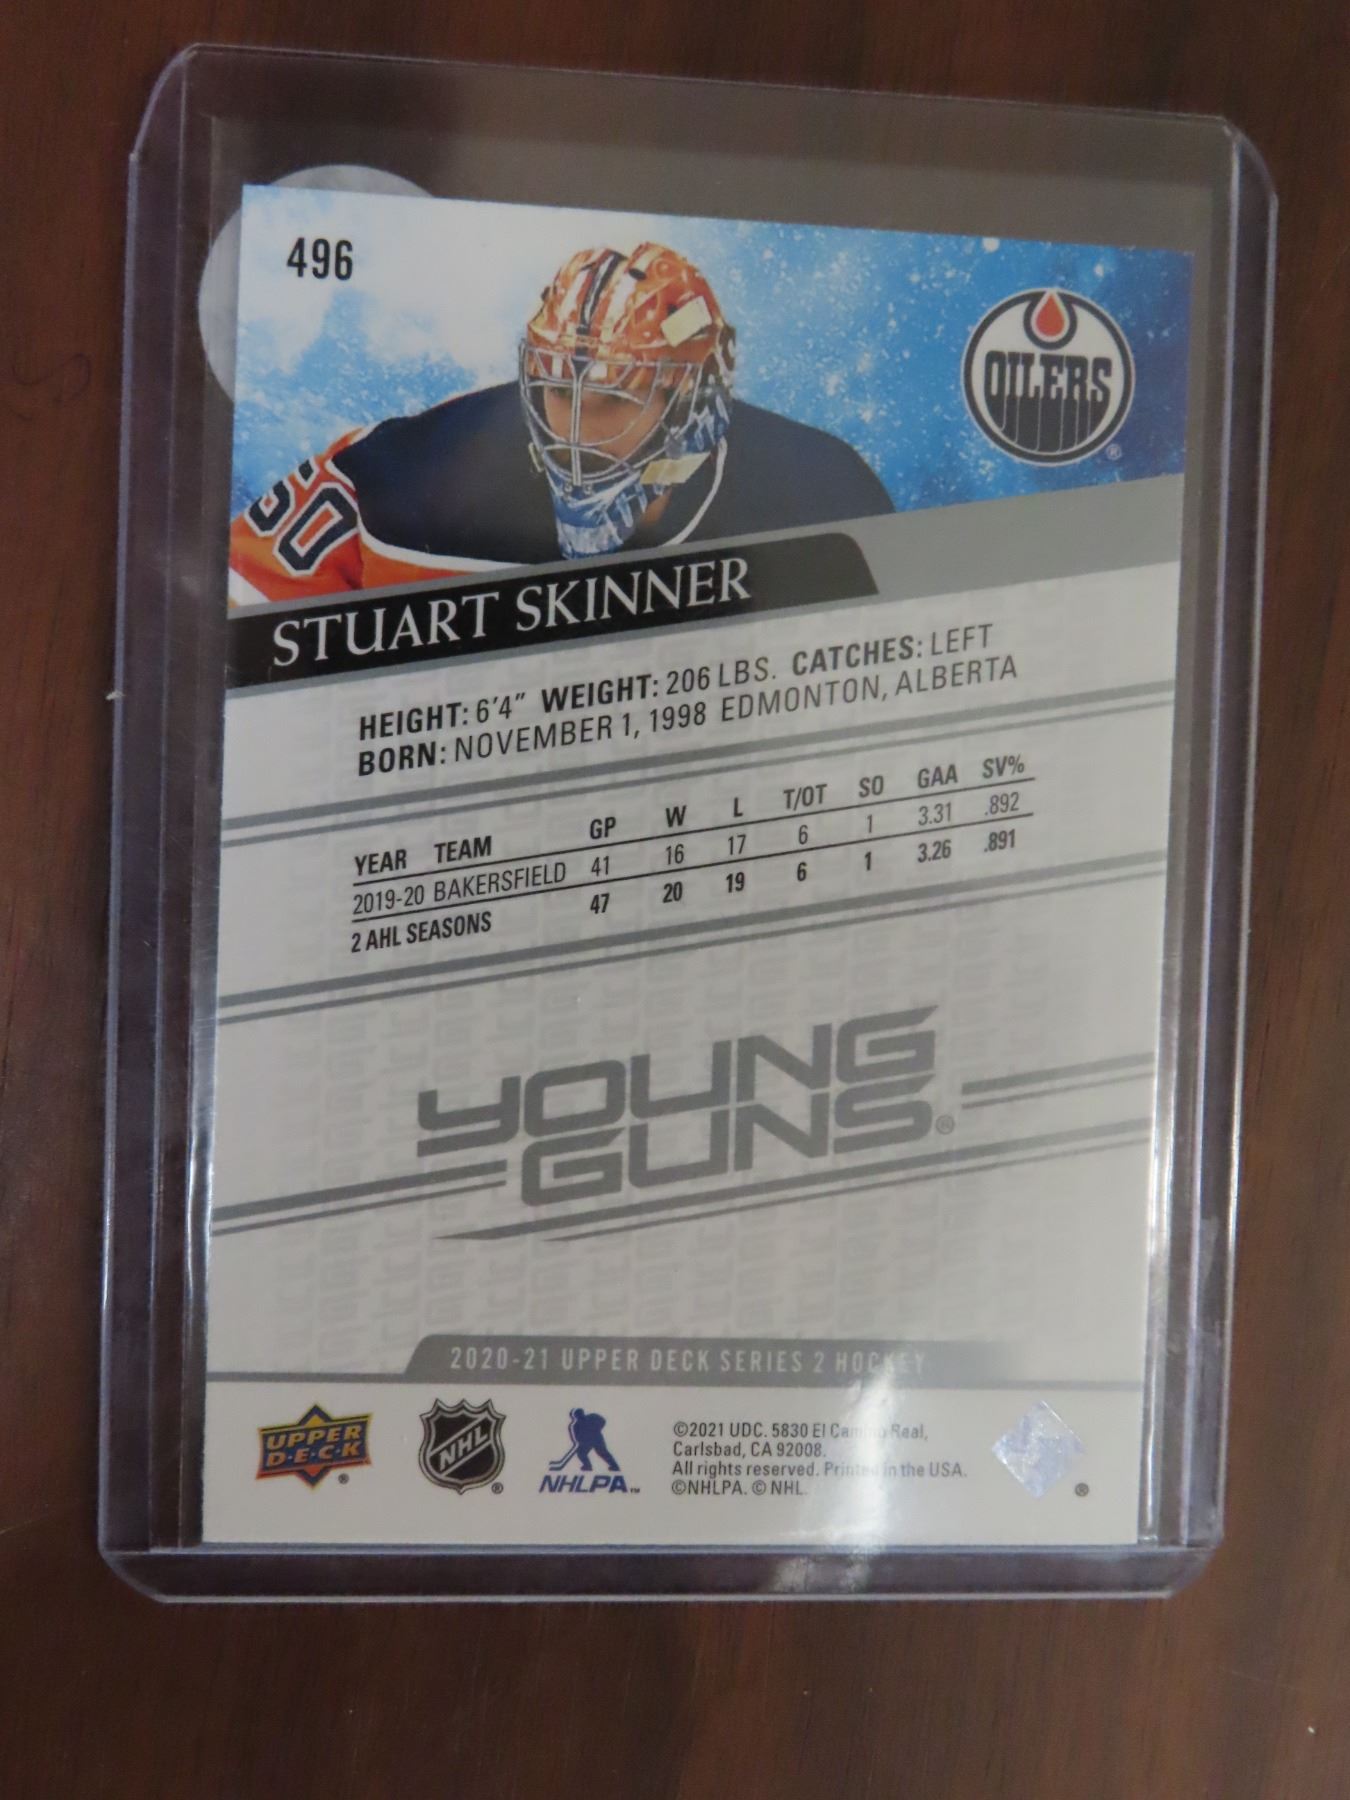 496
OILERS
®
50
STUART SKINNER
HEIGHT: 6'4" WEIGHT: 206 LBS. CATCHES: LEFT
BORN: NOVEMBER 1, 1998 EDMONTON, ALBERTA
YEAR TEAM GP W L T/OT SO GAA SV%
2019-20 BAKERSFIELD 41 16 17 6 1 3.31 .892
2 AHL SEASONS 47 20 19 6 1 3.26 .891
YOUNG
GUNS®
2020-21 UPPER DECK SERIES 2 HOCKEY
UPPER
D·E·C·K
®
NHL
®
NHLPA™
©2021 UDC. 5830 El Camino Real,
Carlsbad, CA 92008.
All rights reserved. Printed in the USA.
©NHLPA. © NHL.
®